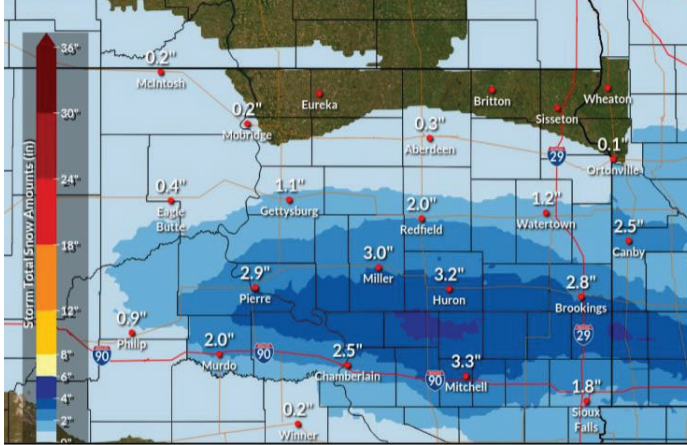 Storm Total Snow Amounts (in)
36"
30"
24"
18"
12"
8"
6"
4"
2"
0"
0.2"
McIntosh
0.2"
Mobridge
Eureka
Britton
Sisseton
Wheaton
0.3"
Aberdeen
29
0.1"
Ortonville
0.4"
Eagle
Butte
1.1"
Gettysburg
2.0"
Redfield
1.2"
Watertown
2.5"
Canby
2.9"
Pierre
3.0"
Miller
3.2"
Huron
2.8"
Brookings
0.9"
Philip
90
2.0"
Murdo
90
2.5"
Chamberlain
90
3.3"
Mitchell
29
1.8"
Sioux
Falls
0.2"
Winner